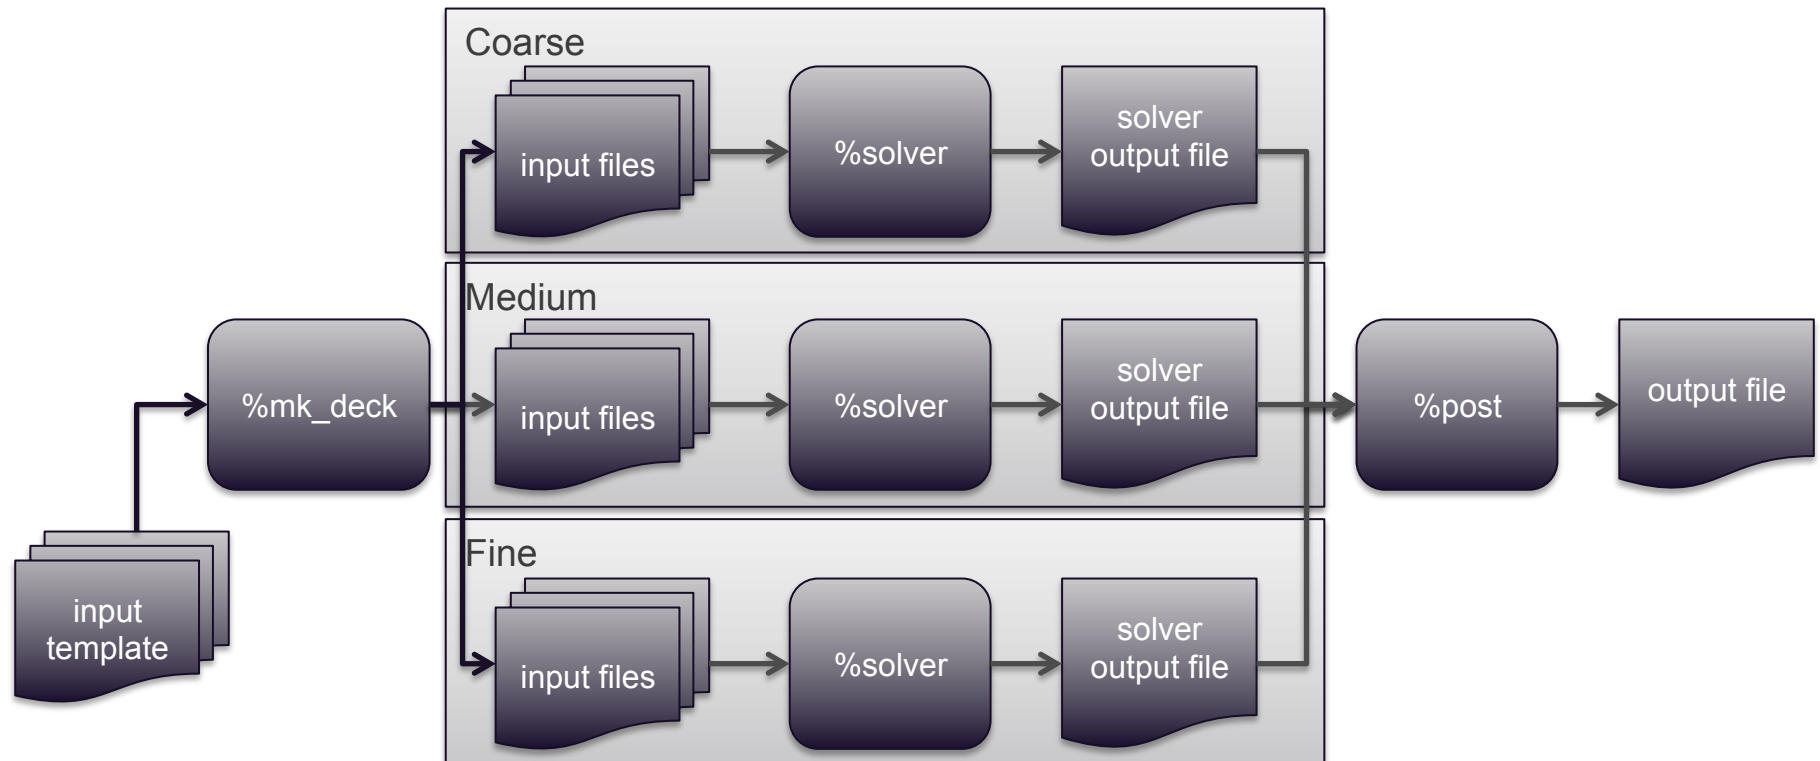 Coarse
input files
%solver
solver
output file
Medium
input
template
%mk_deck
input files
%solver
solver
output file
%post
output file
Fine
input files
%solver
solver
output file